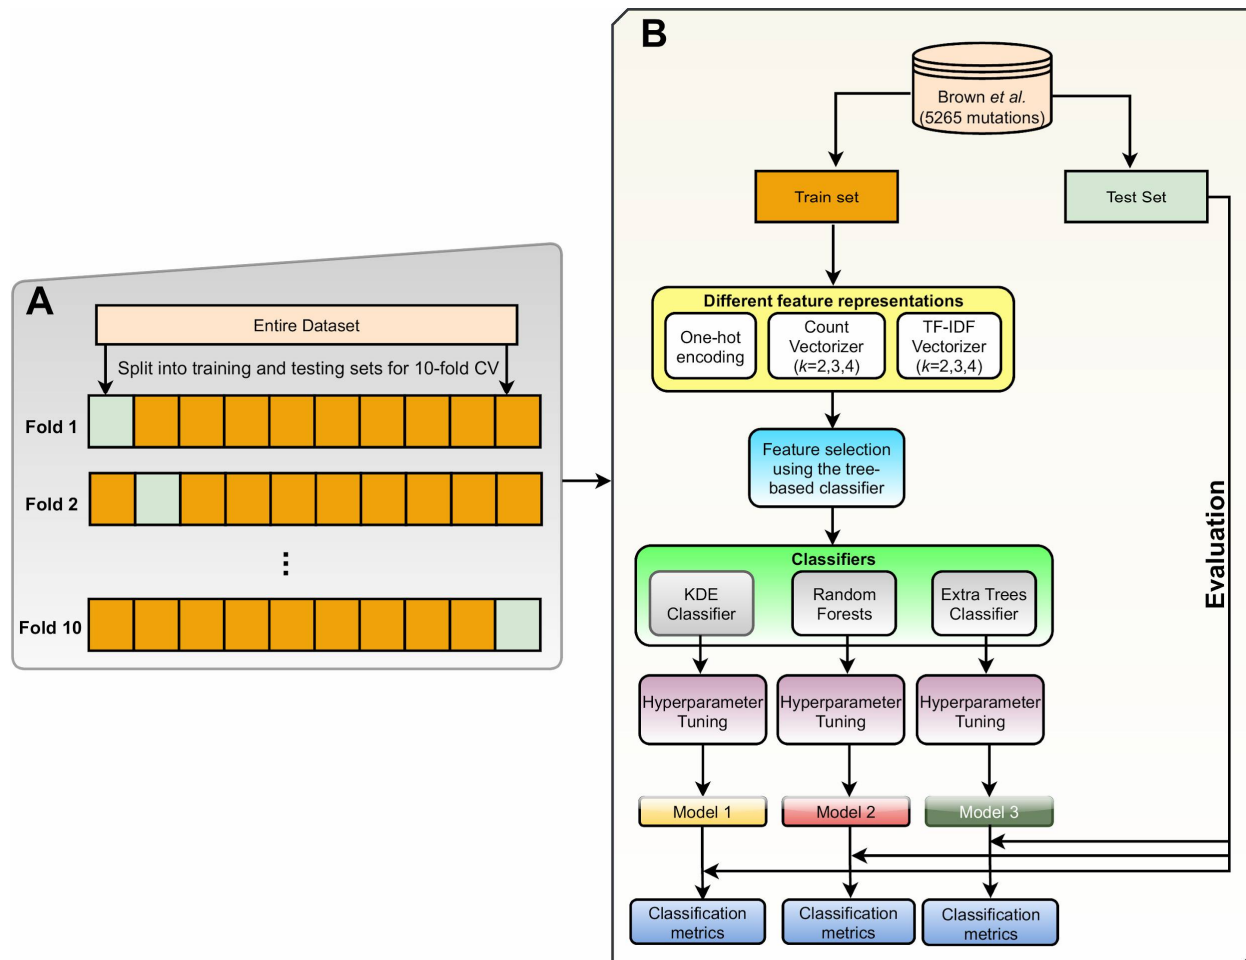 A
Entire Dataset
Split into training and testing sets for 10-fold CV
Fold 1
Fold 2
⋮
Fold 10
B
Brown et al.
(5265 mutations)
Train set
Test Set
Different feature representations
One-hot
encoding
Count
Vectorizer
(k=2,3,4)
TF-IDF
Vectorizer
(k=2,3,4)
Feature selection
using the tree-
based classifier
Classifiers
KDE
Classifier
Random
Forests
Extra Trees
Classifier
Hyperparameter
Tuning
Hyperparameter
Tuning
Hyperparameter
Tuning
Model 1
Model 2
Model 3
Evaluation
Classification
metrics
Classification
metrics
Classification
metrics